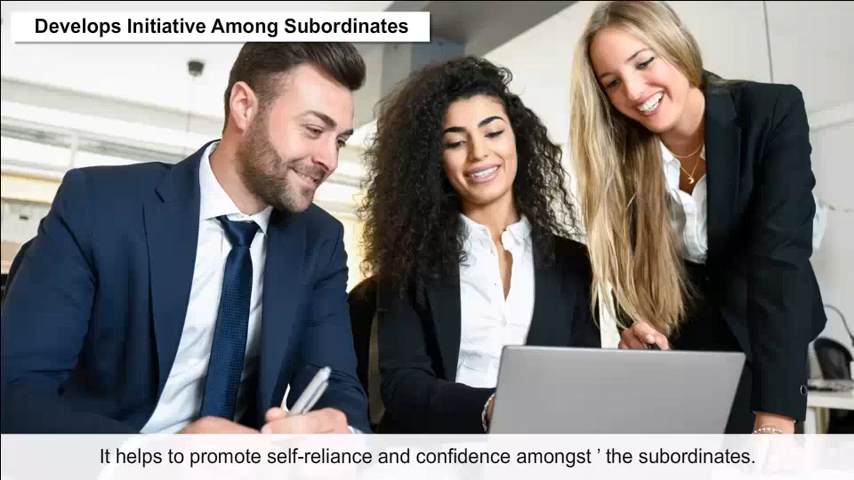 Develops Initiative Among Subordinates
It helps to promote self-reliance and confidence amongst ’ the subordinates.